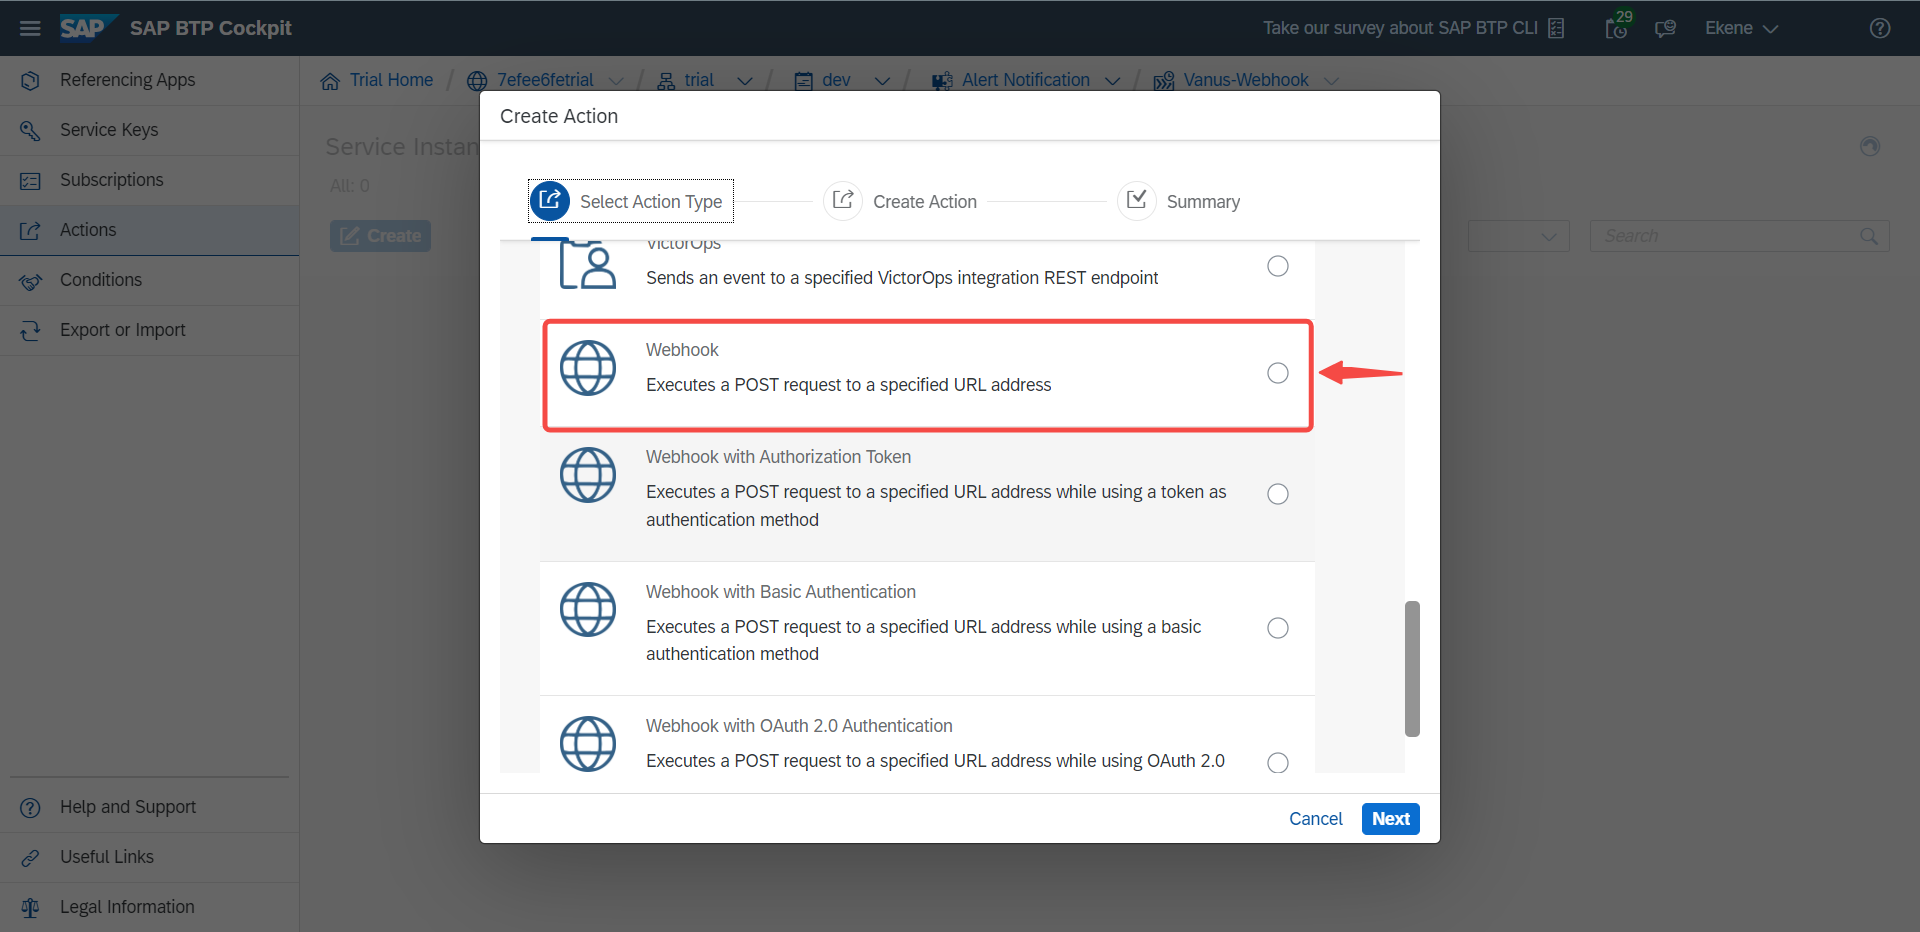 SAP SAP BTP Cockpit
Take our survey about SAP BTP CLI
29
Ekene
Referencing Apps
Service Keys
Subscriptions
Actions
Conditions
Export or Import
Help and Support
Useful Links
Legal Information
Trial Home / 7efee6fetrial / trial / dev / Alert Notification / Vanus-Webhook
Service Instan
All: 0
Create
Search
Create Action
Select Action Type
Create Action
Summary
VictorOps
Sends an event to a specified VictorOps integration REST endpoint
Webhook
Executes a POST request to a specified URL address
Webhook with Authorization Token
Executes a POST request to a specified URL address while using a token as
authentication method
Webhook with Basic Authentication
Executes a POST request to a specified URL address while using a basic
authentication method
Webhook with OAuth 2.0 Authentication
Executes a POST request to a specified URL address while using OAuth 2.0
Cancel
Next